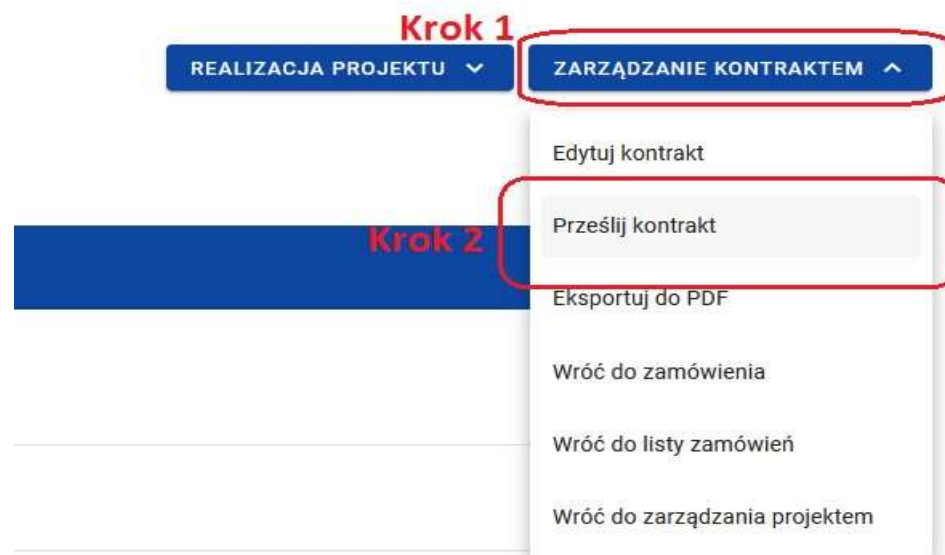 Krok 1
REALIZACJA PROJEKTU
ZARZĄDZANIE KONTRAKTEM
Edytuj kontrakt
Krok 2
Prześlij kontrakt
Eksportuj do PDF
Wróć do zamówienia
Wróć do listy zamówień
Wróć do zarządzania projektem